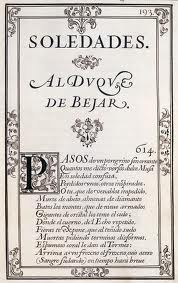 193.
SOLEDADES.
AL DVQVE
DE BEJAR.
614.
PASOS de un peregrino son errante
Quantos me dictò versos dulce Musa
En soledad confusa,
Perdidos unos, otros inspirados.
O tu, que de venablos impedido
Muros de abeto, almenas de diamante
Bates los montes, que de nieve armados
Gigantes de cristal los teme el cielo;
Donde el cuerno, del Echo repetido,
Fieras te expone, que al teñido suelo
Muertas pidiendo terminos disformes,
Espumoso coral le dan al Tormes:
Arrima a un frexno el frexno, cuyo acero
Sangre sudando, en tiempo harà breve